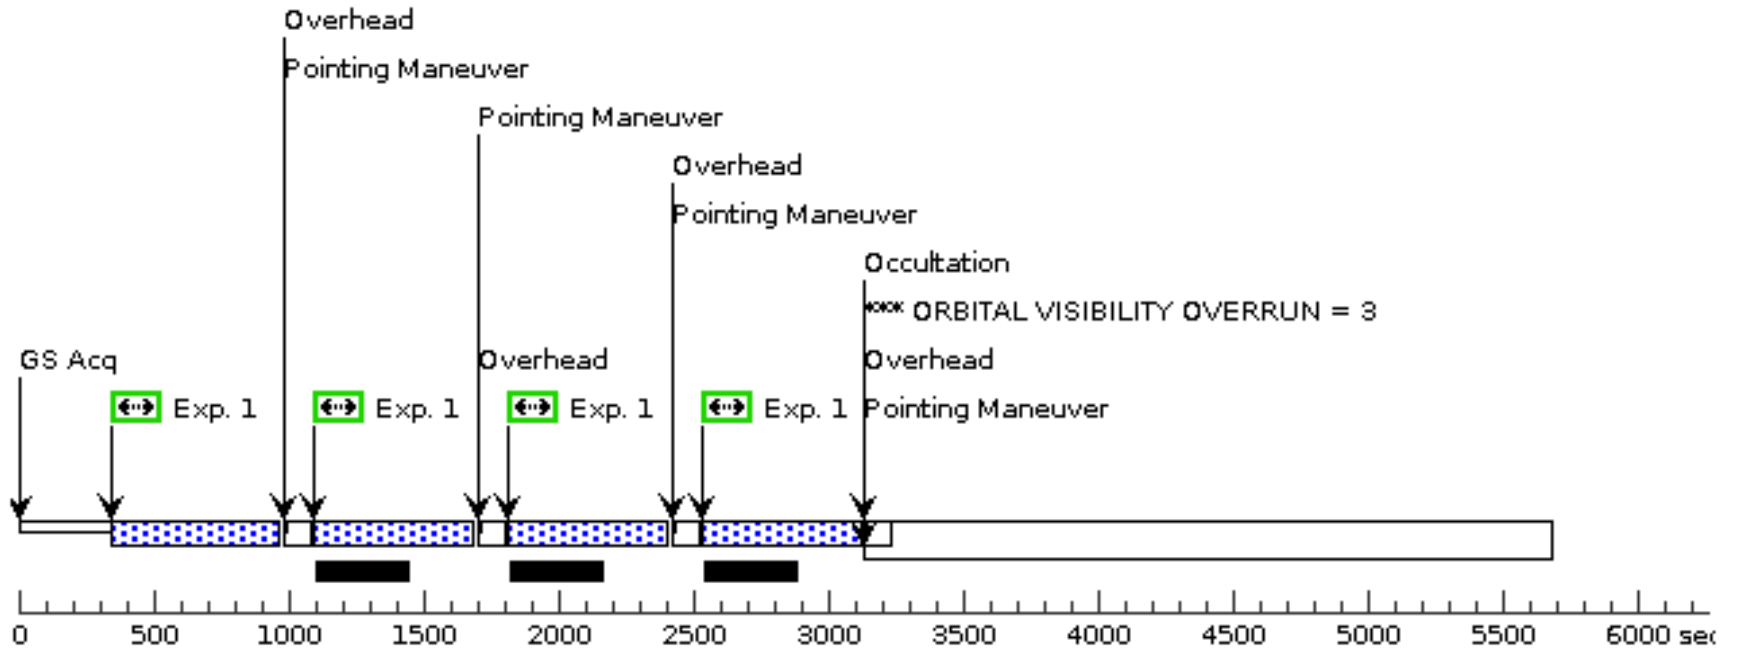 Overhead
Pointing Maneuver
Pointing Maneuver
Overhead
Pointing Maneuver
Occultation
**** ORBITAL VISIBILITY OVERRUN = 3
GS Acq Overhead Overhead
Exp. 1 Exp. 1 Exp. 1 Exp. 1 Pointing Maneuver
0 500 1000 1500 2000 2500 3000 3500 4000 4500 5000 5500 6000 sec